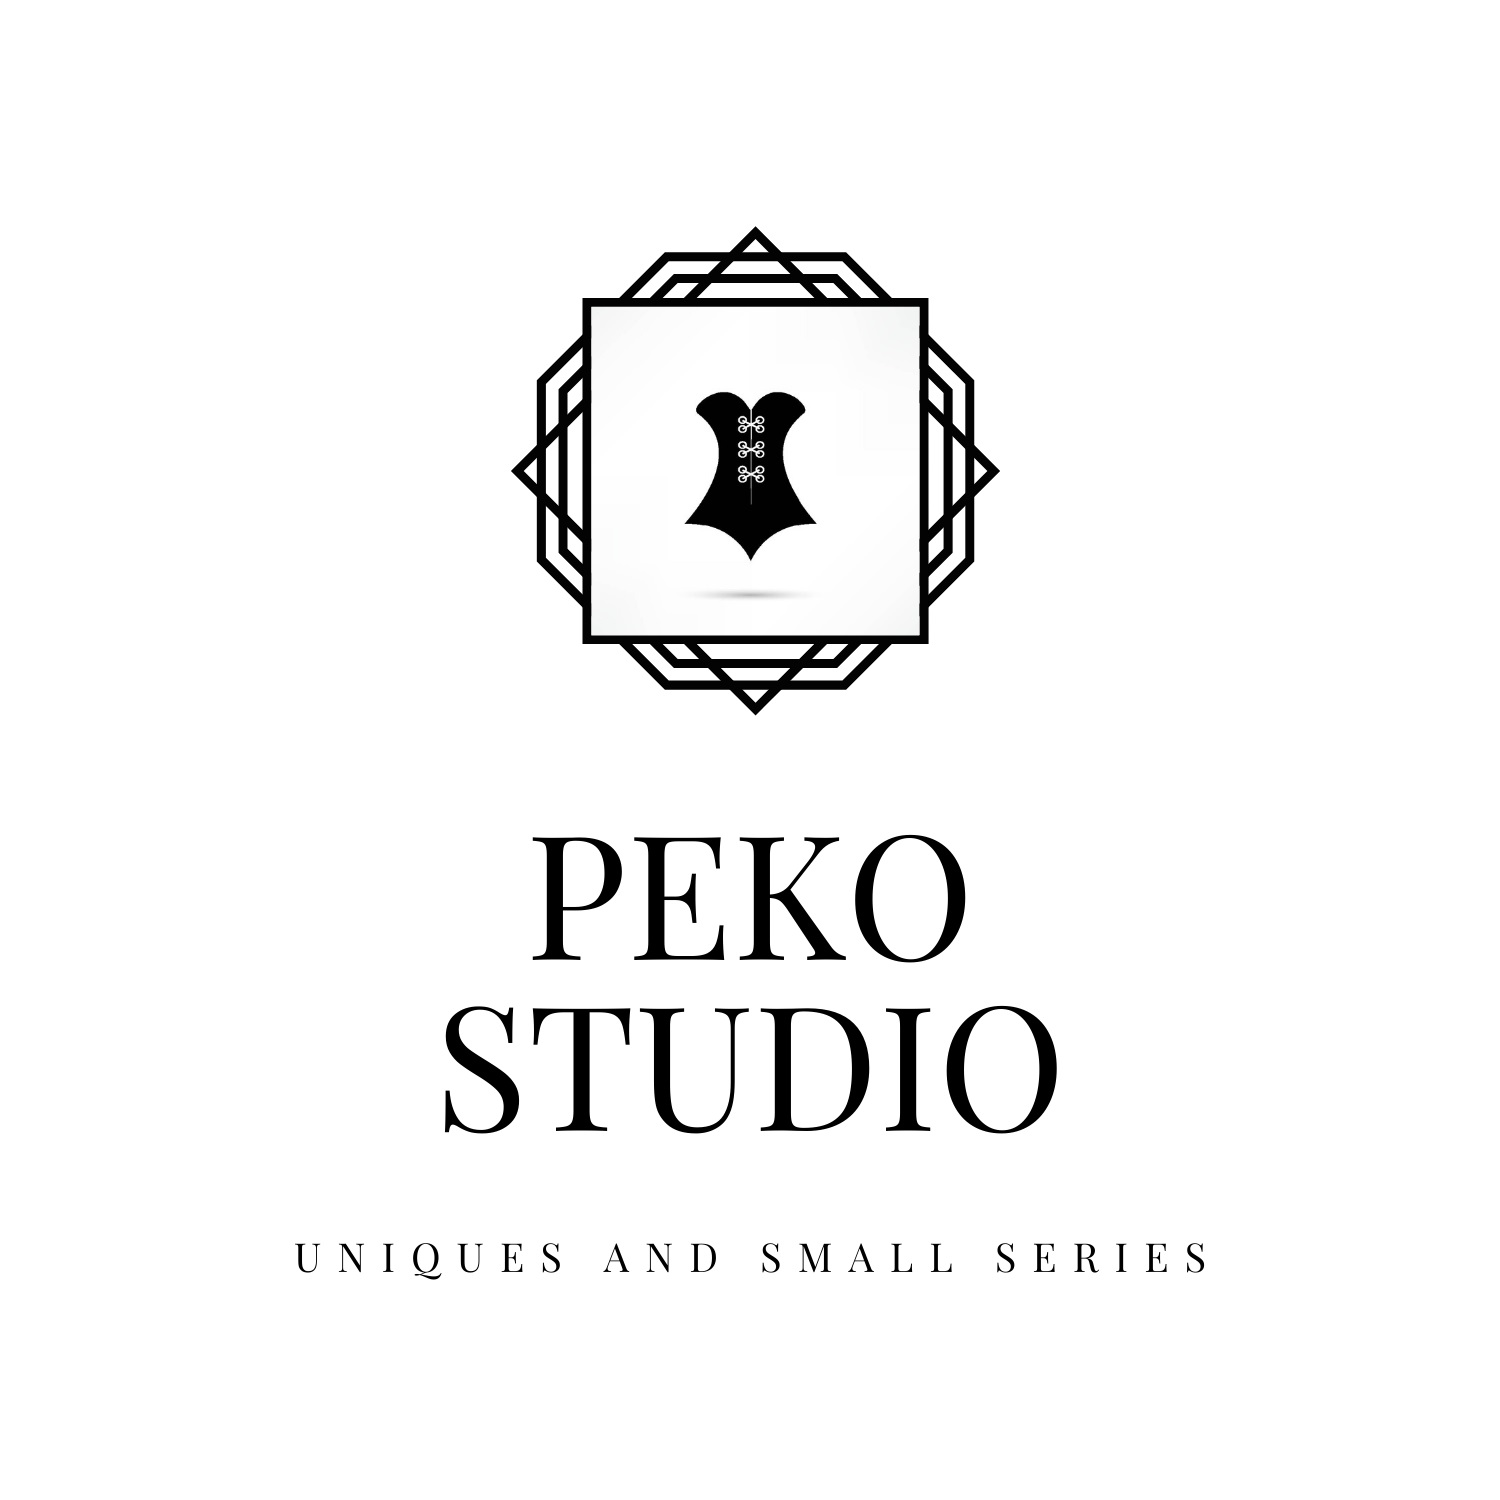 PEKO
STUDIO
UNIQUES AND SMALL SERIES